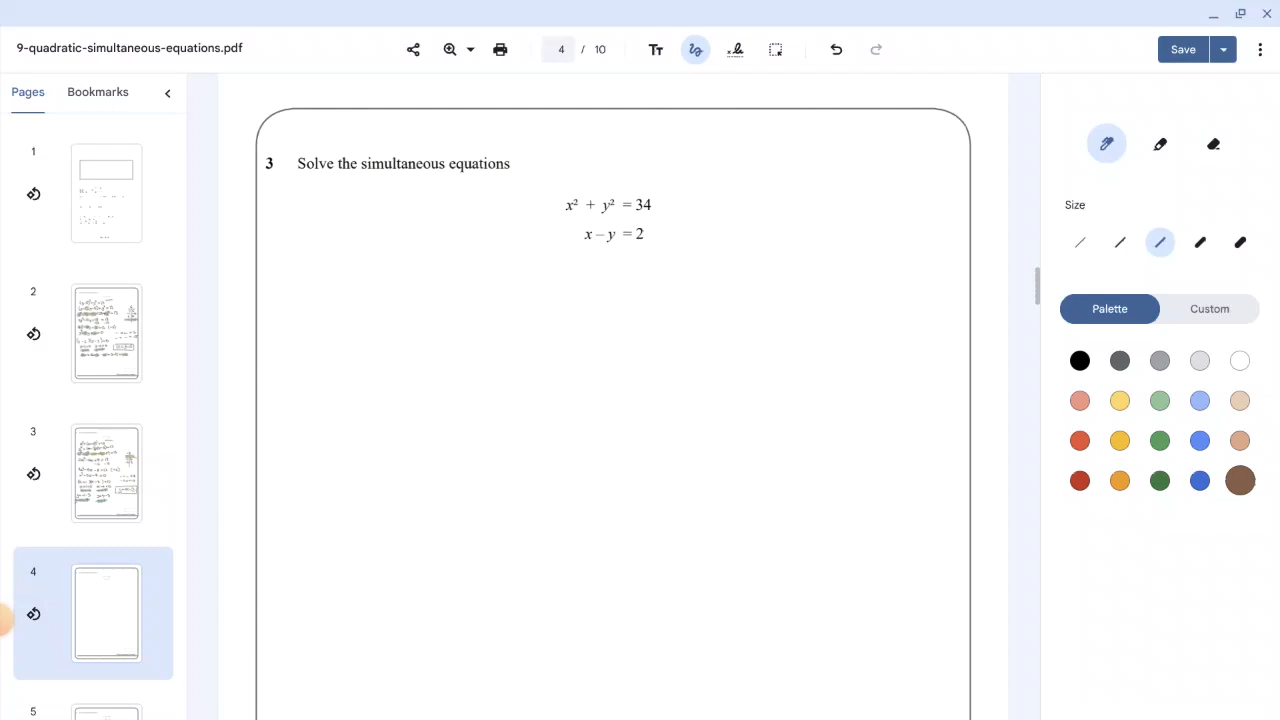 9-quadratic-simultaneous-equations.pdf
4 / 10
Tт
Save
Pages Bookmarks
1
2
3
4
5
3 Solve the simultaneous equations
x² + y² = 34
x – y = 2
Size
Palette Custom